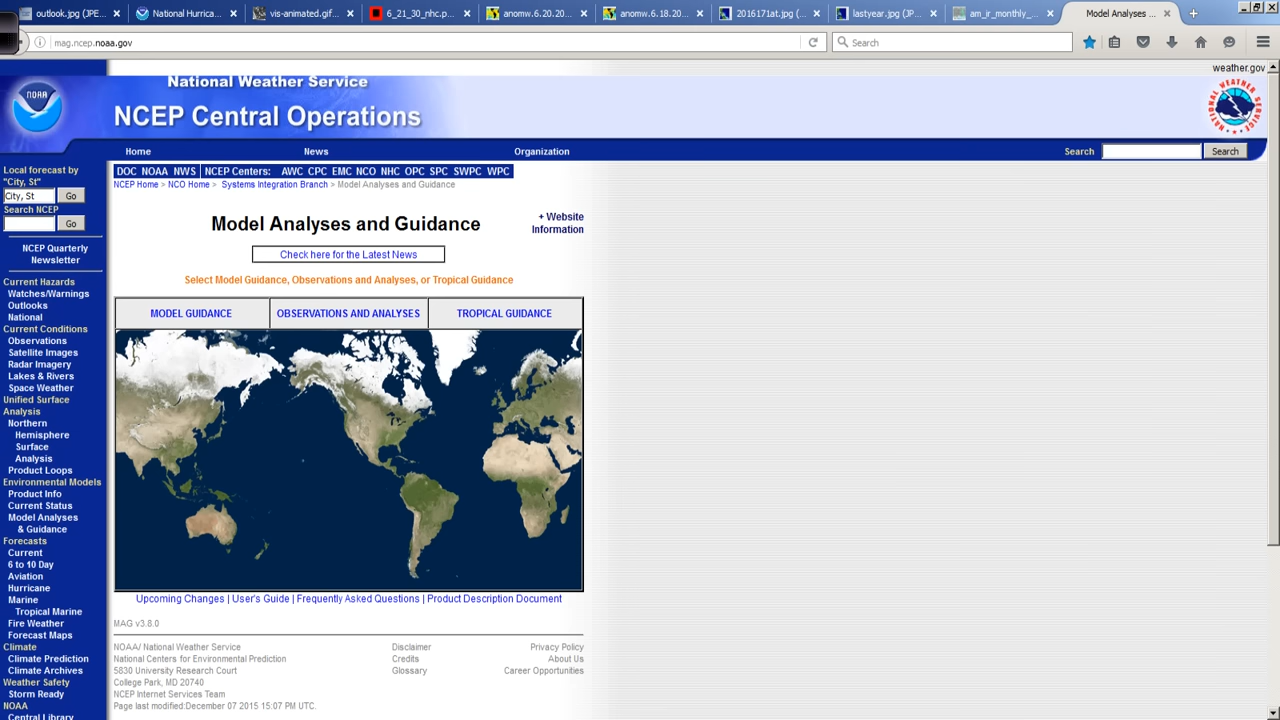 outlook.jpg (JPE...
National Hurrica...
vis-animated.gif...
6_21_30_nhc.p...
anomw.6.20.20...
anomw.6.18.20...
2016171at.jpg (...
lastyear.jpg (JP...
am_ir_monthly_...
Model Analyses ...
mag.ncep.noaa.gov
Search
weather.gov
NOAA
National Weather Service
NCEP Central Operations
NATIONAL WEATHER SERVICE
Home
News
Organization
Search
Search
Local forecast by
"City, St"
City, St
Go
Search NCEP
Go
NCEP Quarterly
Newsletter
Current Hazards
Watches/Warnings
Outlooks
National
Current Conditions
Observations
Satellite Images
Radar Imagery
Lakes & Rivers
Space Weather
Unified Surface
Analysis
Northern
Hemisphere
Surface
Analysis
Product Loops
Environmental Models
Product Info
Current Status
Model Analyses
& Guidance
Forecasts
Current
6 to 10 Day
Aviation
Hurricane
Marine
Tropical Marine
Fire Weather
Forecast Maps
Climate
Climate Prediction
Climate Archives
Weather Safety
Storm Ready
NOAA
Central Library
DOC NOAA NWS NCEP Centers: AWC CPC EMC NCO NHC OPC SPC SWPC WPC
NCEP Home > NCO Home > Systems Integration Branch > Model Analyses and Guidance
Model Analyses and Guidance
+ Website
Information
Check here for the Latest News
Select Model Guidance, Observations and Analyses, or Tropical Guidance
MODEL GUIDANCE
OBSERVATIONS AND ANALYSES
TROPICAL GUIDANCE
Upcoming Changes | User's Guide | Frequently Asked Questions | Product Description Document
MAG v3.8.0
NOAA/ National Weather Service
National Centers for Environmental Prediction
5830 University Research Court
College Park, MD 20740
NCEP Internet Services Team
Page last modified:December 07 2015 15:07 PM UTC.
Disclaimer
Credits
Glossary
Privacy Policy
About Us
Career Opportunities